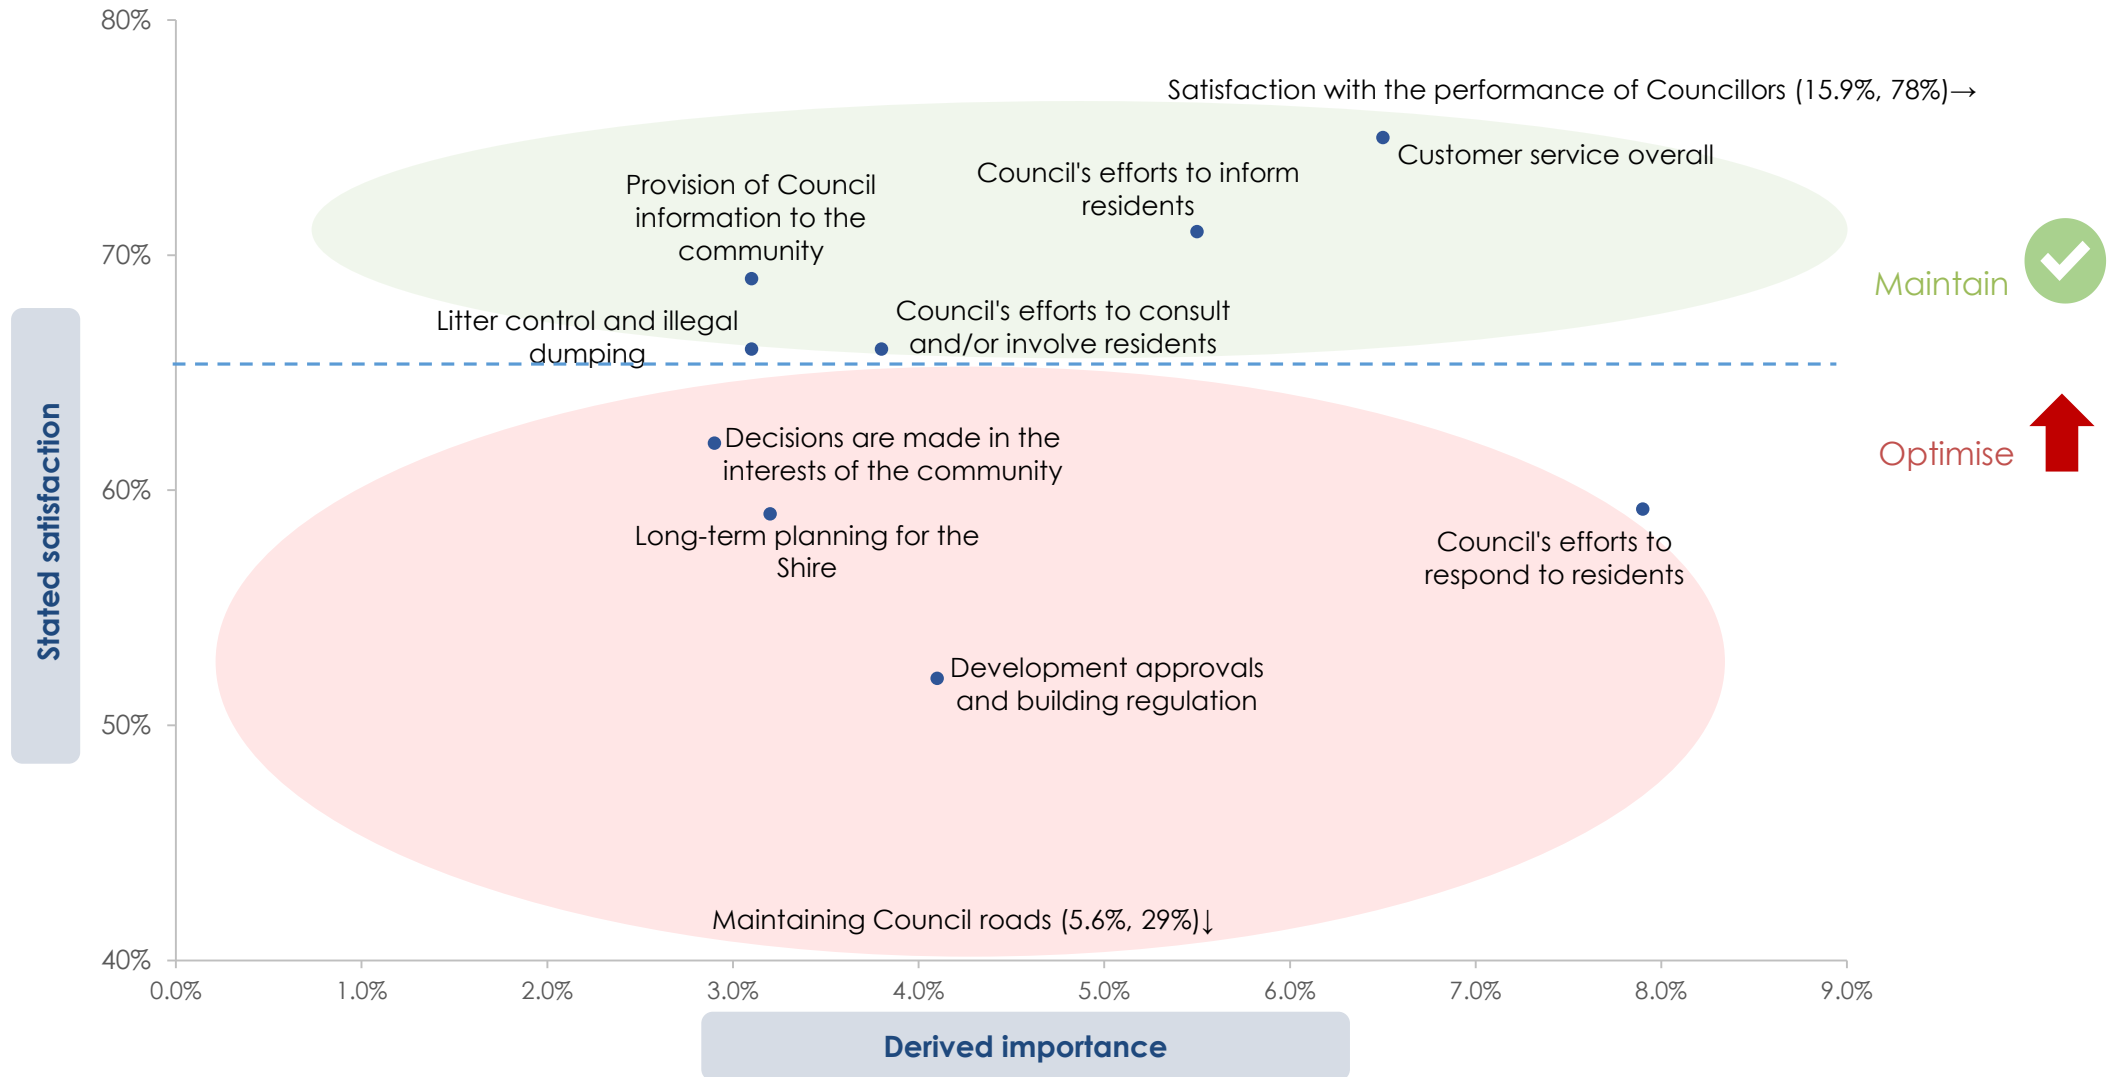 80%
Satisfaction with the performance of Councillors (15.9%, 78%)→
Customer service overall
Council's efforts to inform
residents
Provision of Council
information to the
community
70%
Maintain
Litter control and illegal
dumping
Council's efforts to consult
and/or involve residents
Stated satisfaction
Decisions are made in the
interests of the community
Optimise
60%
Long-term planning for the
Shire
Council's efforts to
respond to residents
Development approvals
and building regulation
50%
Maintaining Council roads (5.6%, 29%)↓
40%
0.0% 1.0% 2.0% 3.0% 4.0% 5.0% 6.0% 7.0% 8.0% 9.0%
Derived importance